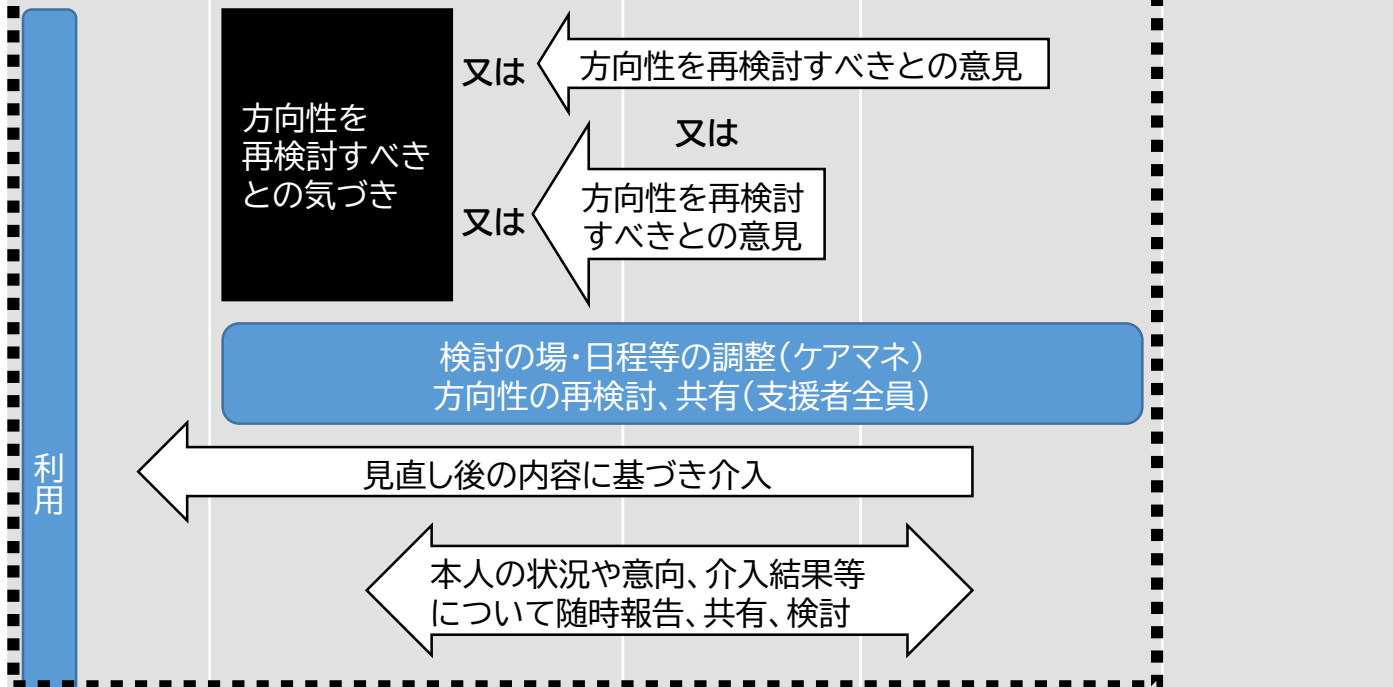 方向性を
再検討すべき
との気づき
又は
方向性を再検討すべきとの意見
又は
又は
方向性を再検討
すべきとの意見
検討の場・日程等の調整(ケアマネ)
方向性の再検討、共有(支援者全員)
利用
見直し後の内容に基づき介入
本人の状況や意向、介入結果等
について随時報告、共有、検討